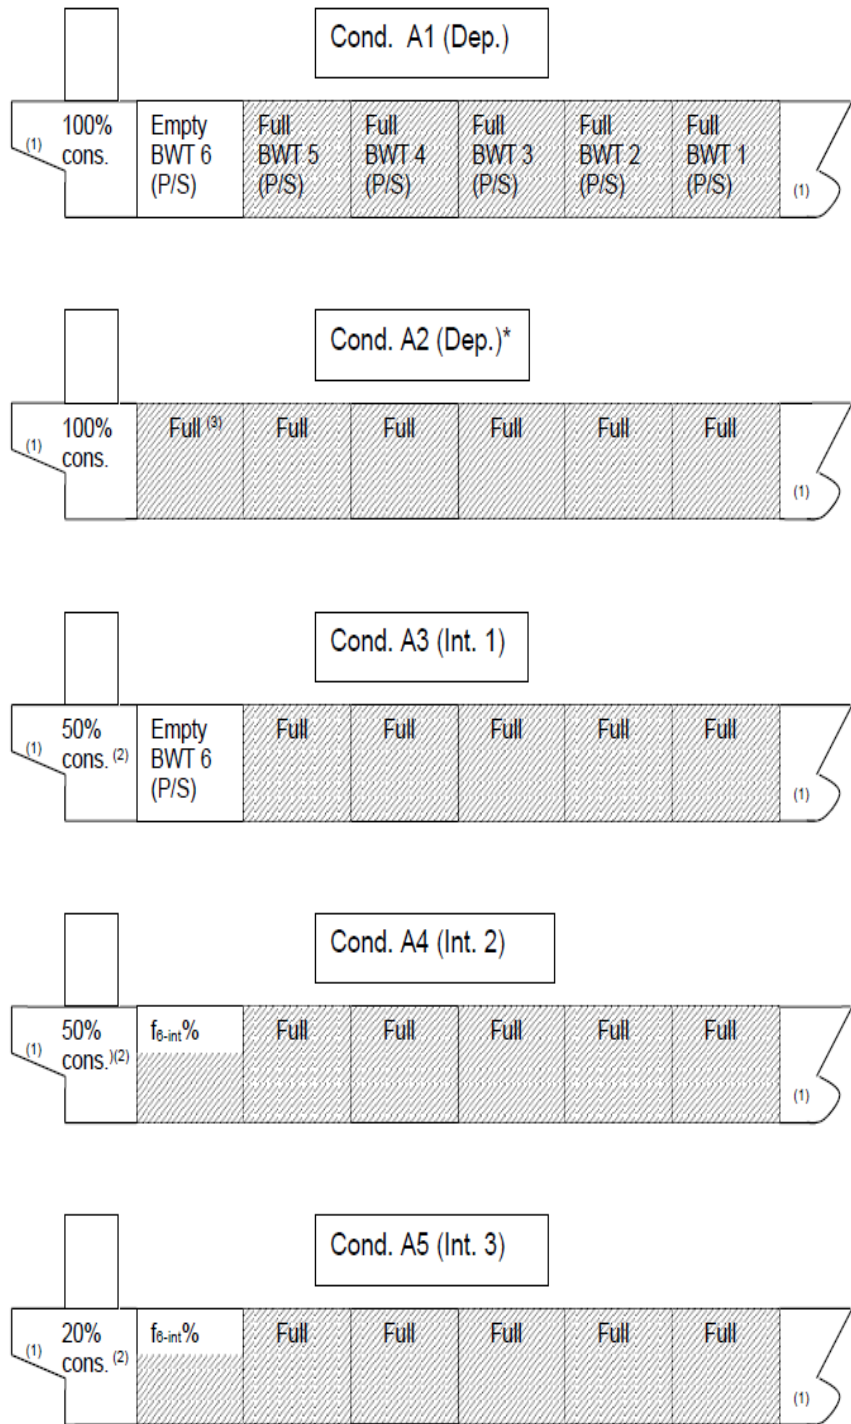 Cond. A1 (Dep.)
(1) 100% cons. Empty BWT 6 (P/S) Full BWT 5 (P/S) Full BWT 4 (P/S) Full BWT 3 (P/S) Full BWT 2 (P/S) Full BWT 1 (P/S) (1)
Cond. A2 (Dep.)*
(1) 100% cons. Full (3) Full Full Full Full Full (1)
Cond. A3 (Int. 1)
(1) 50% cons. (2) Empty BWT 6 (P/S) Full Full Full Full Full (1)
Cond. A4 (Int. 2)
(1) 50% cons.)(2) f6-int% Full Full Full Full Full (1)
Cond. A5 (Int. 3)
(1) 20% cons. (2) f6-int% Full Full Full Full Full (1)